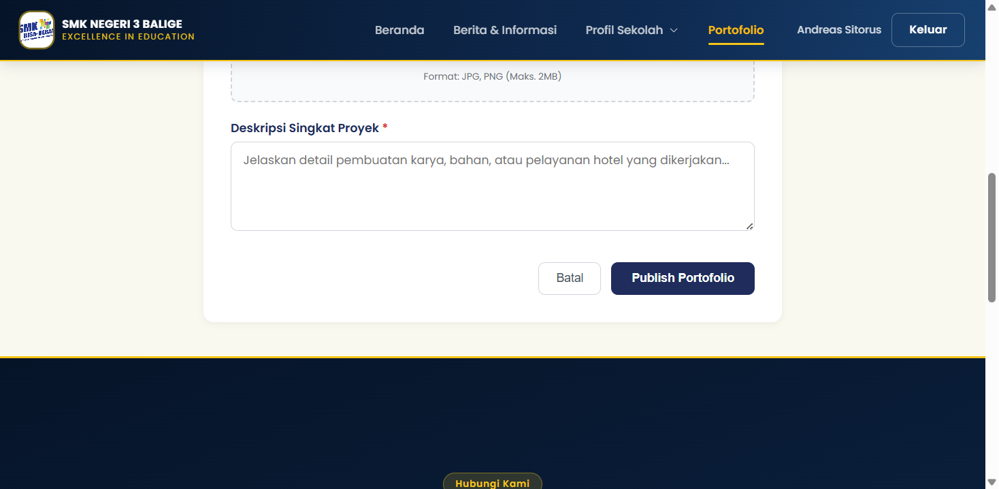 SMK
BISA-HEBAT
SMK NEGERI 3 BALIGE
EXCELLENCE IN EDUCATION
Beranda
Berita & Informasi
Profil Sekolah
Portofolio
Andreas Sitorus
Keluar
Format: JPG, PNG (Maks. 2MB)
Deskripsi Singkat Proyek *
Jelaskan detail pembuatan karya, bahan, atau pelayanan hotel yang dikerjakan...
Batal
Publish Portofolio
Hubungi Kami